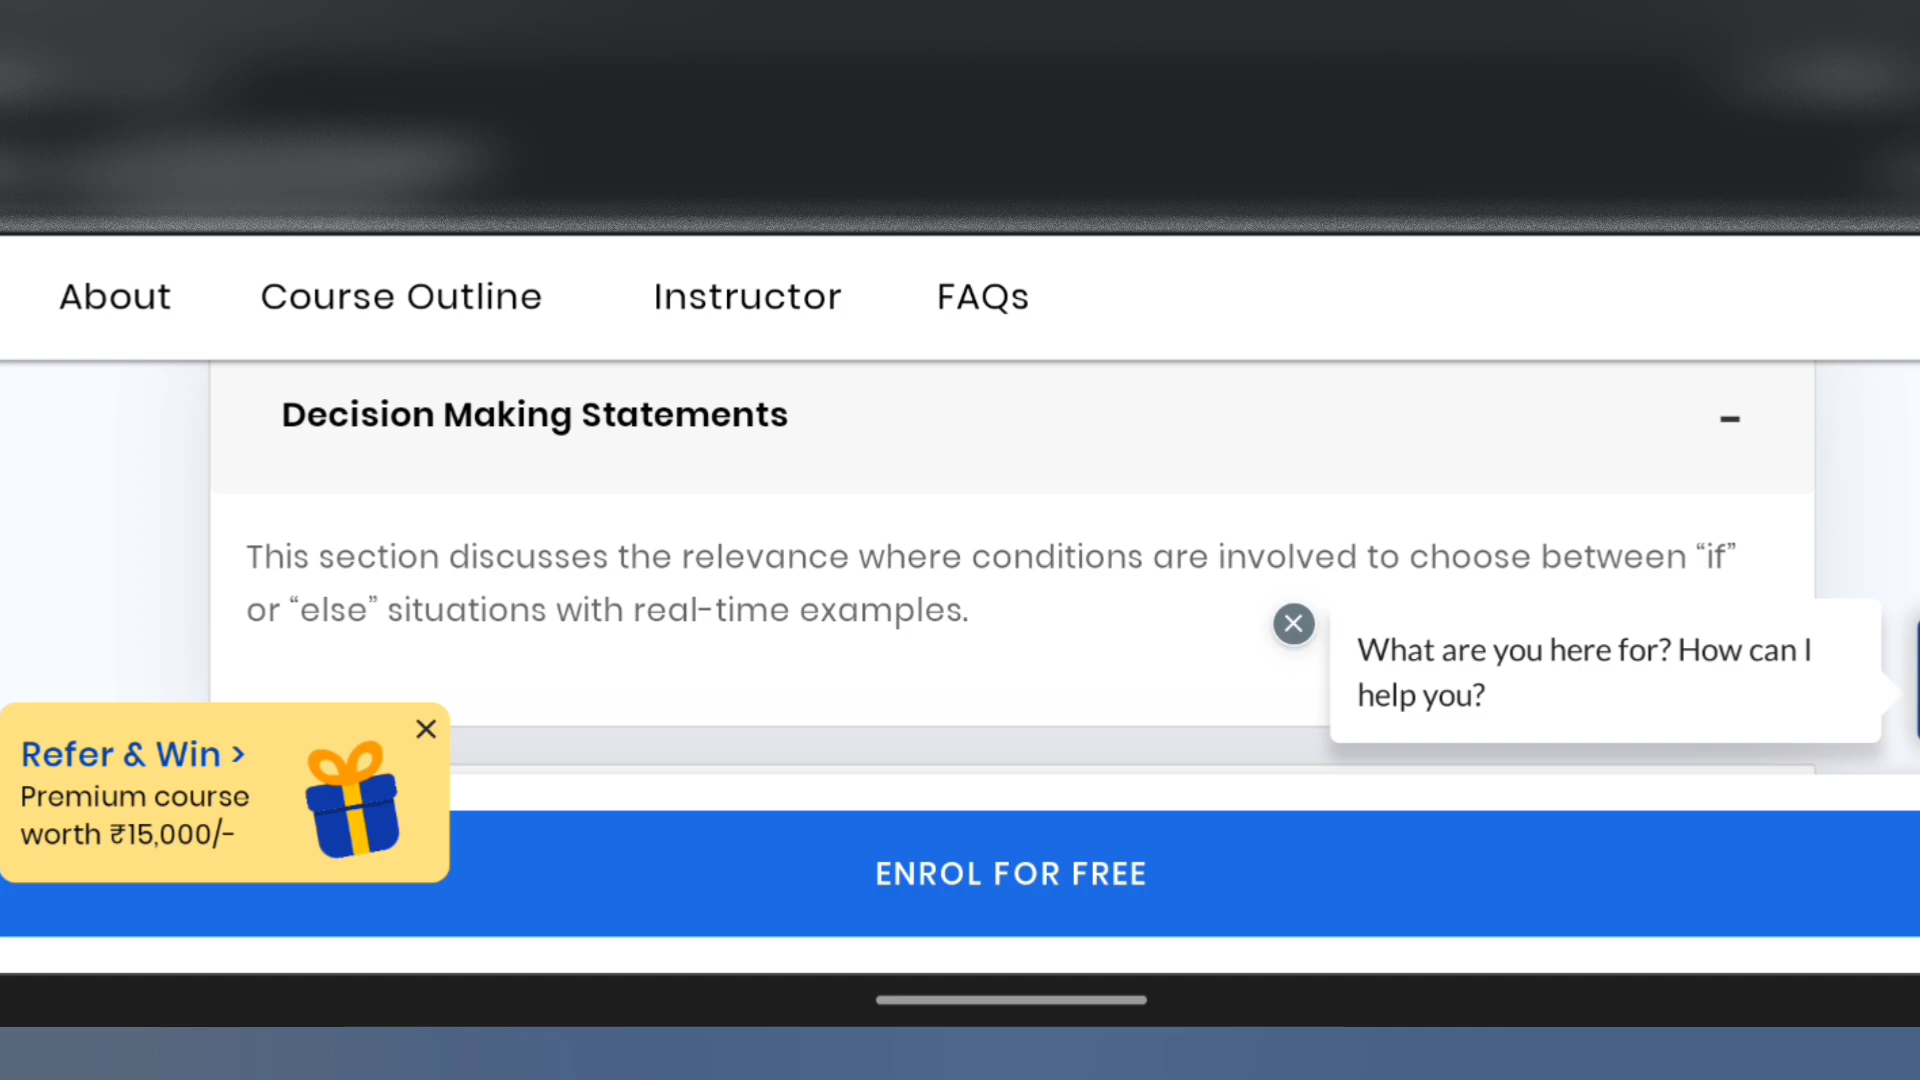 About Course Outline Instructor FAQs
Decision Making Statements
This section discusses the relevance where conditions are involved to choose between “if”
or “else” situations with real-time examples.
What are you here for? How can I
help you?
Refer & Win >
Premium course
worth ₹15,000/-
ENROL FOR FREE